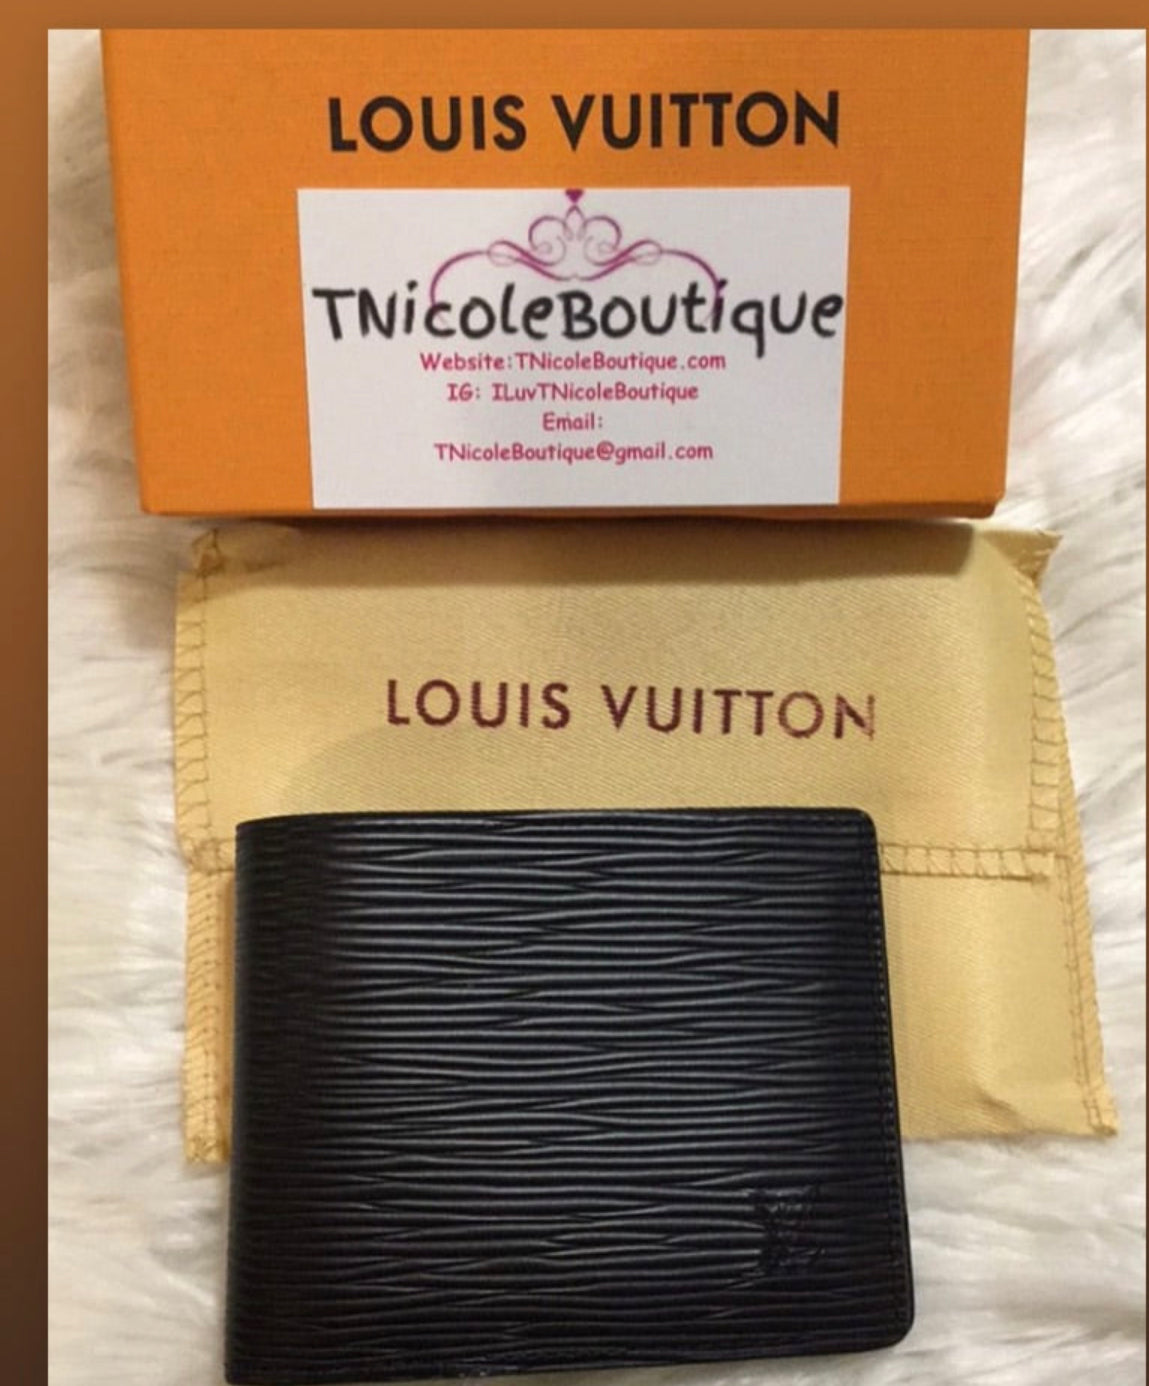 LOUIS VUITTON
TNicoleBoutique
Website:TNicoleBoutique.com
IG: ILuvTNicoleBoutique
Email:
TNicoleBoutique@gmail.com
LOUIS VUITTON